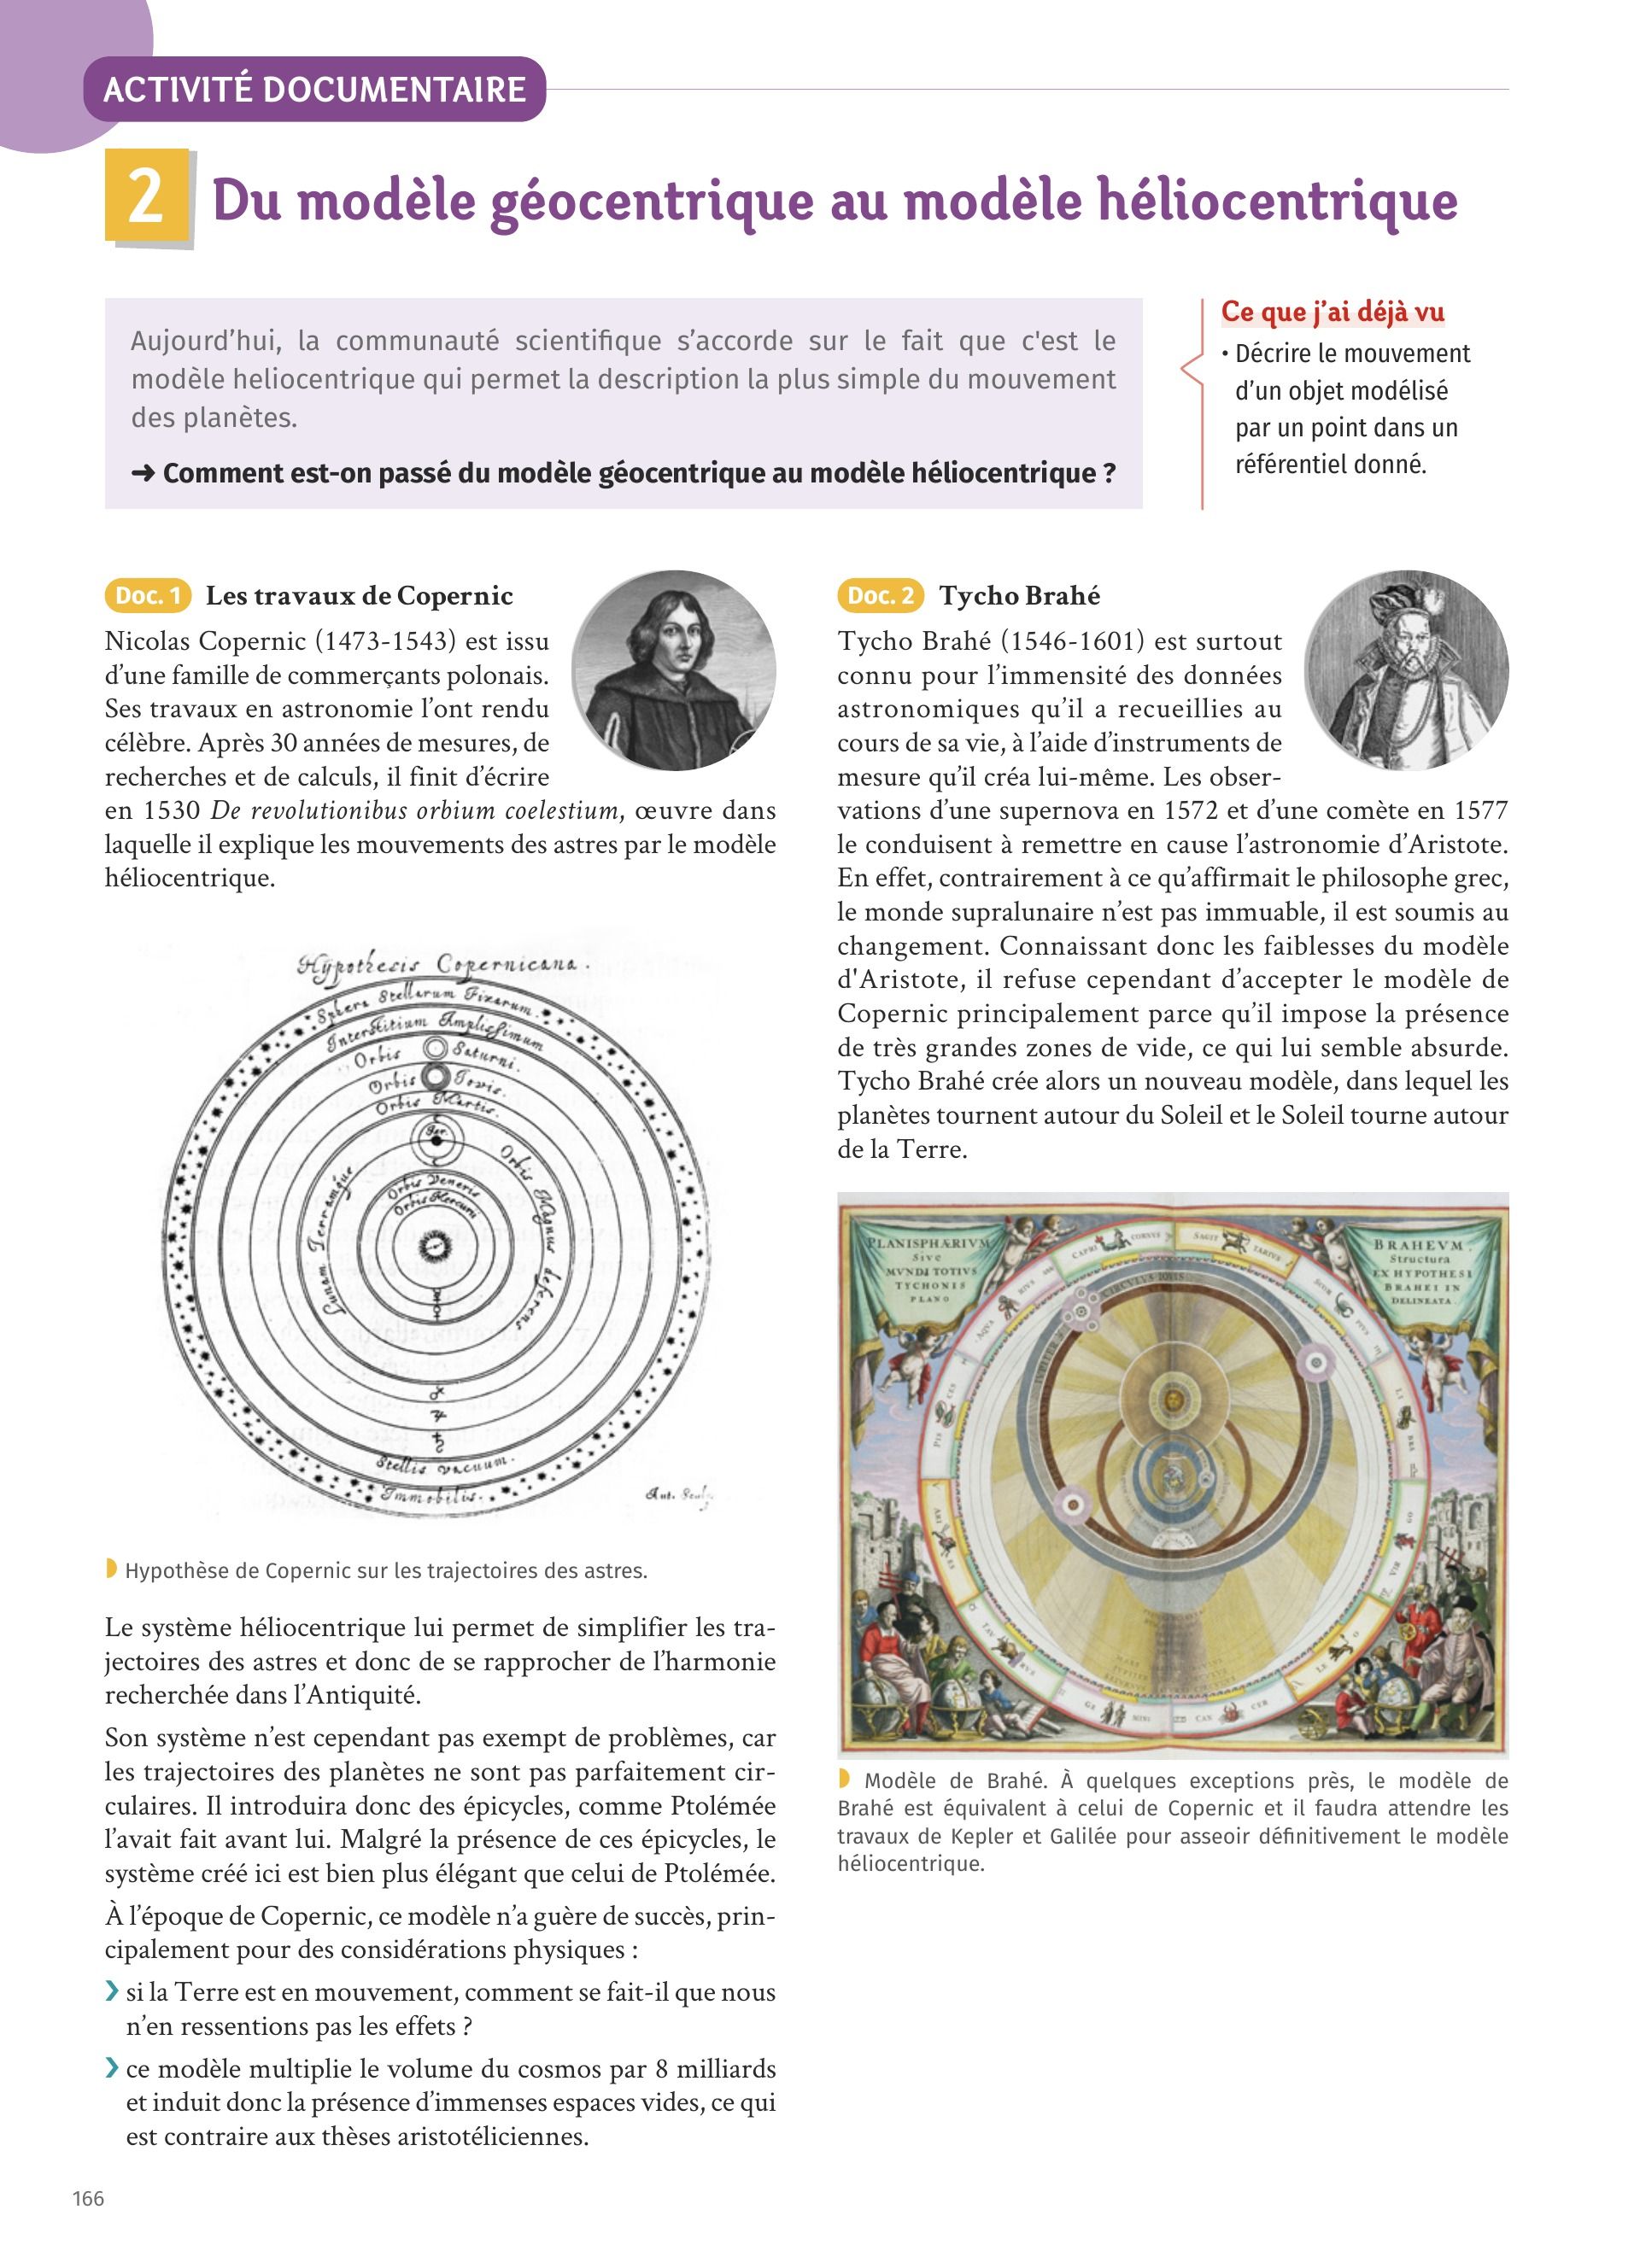 ACTIVITÉ DOCUMENTAIRE
2 Du modèle géocentrique au modèle héliocentrique
Aujourd’hui, la communauté scientifique s’accorde sur le fait que c'est le
modèle heliocentrique qui permet la description la plus simple du mouvement
des planètes.
➜ Comment est-on passé du modèle géocentrique au modèle héliocentrique ?
Ce que j’ai déjà vu
• Décrire le mouvement
d’un objet modélisé
par un point dans un
référentiel donné.
Doc. 1 Les travaux de Copernic
Nicolas Copernic (1473-1543) est issu
d’une famille de commerçants polonais.
Ses travaux en astronomie l’ont rendu
célèbre. Après 30 années de mesures, de
recherches et de calculs, il finit d’écrire
en 1530 De revolutionibus orbium coelestium, œuvre dans
laquelle il explique les mouvements des astres par le modèle
héliocentrique.
Hypothesis Copernicana.
Sphera Stellarum Fixarum.
Interstitium Amplissimum
Orbis Saturni.
Orbis Jovis.
Orbis Martis.
Ter.
Orbis Magnus deferens
Lunam Terramque
Orbis Veneris
Orbis Mercurii
Stellis vacuum.
Immobilis.
Hypothèse de Copernic sur les trajectoires des astres.
Le système héliocentrique lui permet de simplifier les tra-
jectoires des astres et donc de se rapprocher de l’harmonie
recherchée dans l’Antiquité.
Son système n’est cependant pas exempt de problèmes, car
les trajectoires des planètes ne sont pas parfaitement cir-
culaires. Il introduira donc des épicycles, comme Ptolémée
l’avait fait avant lui. Malgré la présence de ces épicycles, le
système créé ici est bien plus élégant que celui de Ptolémée.
À l’époque de Copernic, ce modèle n’a guère de succès, prin-
cipalement pour des considérations physiques :
❯ si la Terre est en mouvement, comment se fait-il que nous
n’en ressentions pas les effets ?
❯ ce modèle multiplie le volume du cosmos par 8 milliards
et induit donc la présence d’immenses espaces vides, ce qui
est contraire aux thèses aristotéliciennes.
Doc. 2 Tycho Brahé
Tycho Brahé (1546-1601) est surtout
connu pour l’immensité des données
astronomiques qu’il a recueillies au
cours de sa vie, à l’aide d’instruments de
mesure qu’il créa lui-même. Les obser-
vations d’une supernova en 1572 et d’une comète en 1577
le conduisent à remettre en cause l’astronomie d’Aristote.
En effet, contrairement à ce qu’affirmait le philosophe grec,
le monde supralunaire n’est pas immuable, il est soumis au
changement. Connaissant donc les faiblesses du modèle
d'Aristote, il refuse cependant d’accepter le modèle de
Copernic principalement parce qu’il impose la présence
de très grandes zones de vide, ce qui lui semble absurde.
Tycho Brahé crée alors un nouveau modèle, dans lequel les
planètes tournent autour du Soleil et le Soleil tourne autour
de la Terre.
PLANISPHÆRIVM
Sive
MVNDI TOTIVS
TYCHONIS
PLANO
BRAHEVM,
Structura
EX HYPOTHESI
BRAHEI IN
DELINEATA.
CAPRI CORNVS
SAGIT TARIVS
CIRCULUS IOVIS
Modèle de Brahé. À quelques exceptions près, le modèle de
Brahé est équivalent à celui de Copernic et il faudra attendre les
travaux de Kepler et Galilée pour asseoir définitivement le modèle
héliocentrique.
166